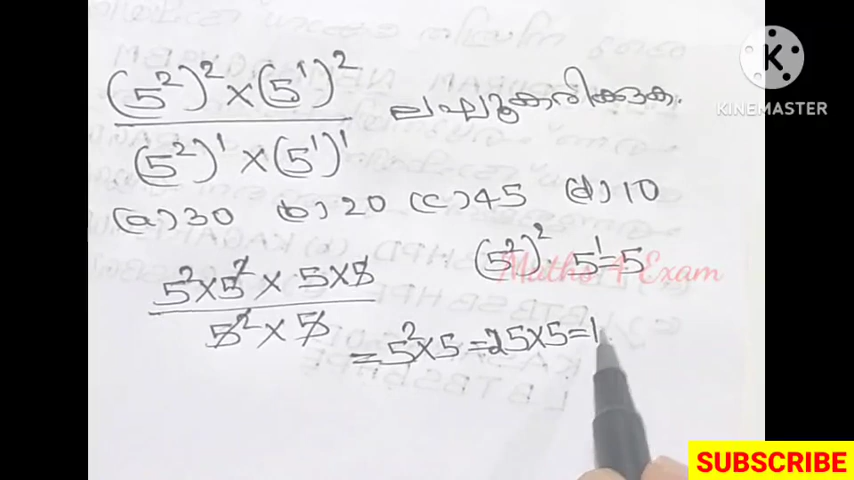 (5²)² × (5¹)² ലഘൂകരിക്കുക.
(5²)¹ × (5¹)¹
(a) 30 (b) 20 (c) 45 (d) 10
(5²)² 5¹=5
5² × 5² × 5 × 5
5² × 5
= 5² × 5 = 25 × 5 = 1
Maths 4 Exam
KINEMASTER
SUBSCRIBE